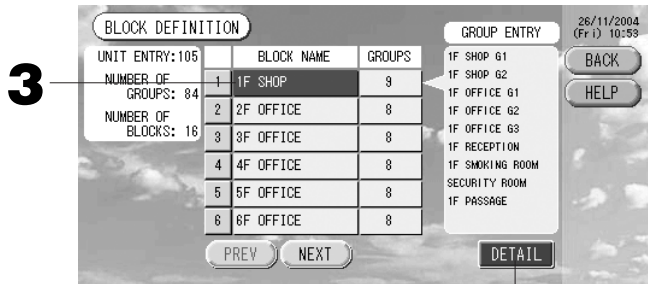 BLOCK DEFINITION
26/11/2004
(Fri) 10:53
UNIT ENTRY:105
NUMBER OF
GROUPS: 84
NUMBER OF
BLOCKS: 16
3
BLOCK NAME GROUPS
1 1F SHOP 9
2 2F OFFICE 8
3 3F OFFICE 8
4 4F OFFICE 8
5 5F OFFICE 8
6 6F OFFICE 8
PREV NEXT
GROUP ENTRY
1F SHOP G1
1F SHOP G2
1F OFFICE G1
1F OFFICE G2
1F OFFICE G3
1F RECEPTION
1F SMOKING ROOM
SECURITY ROOM
1F PASSAGE
DETAIL
BACK
HELP